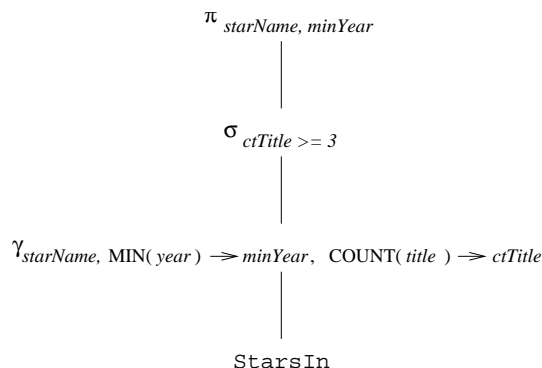 π starName, minYear
σ ctTitle >= 3
γ starName, MIN( year ) → minYear, COUNT( title ) → ctTitle
StarsIn